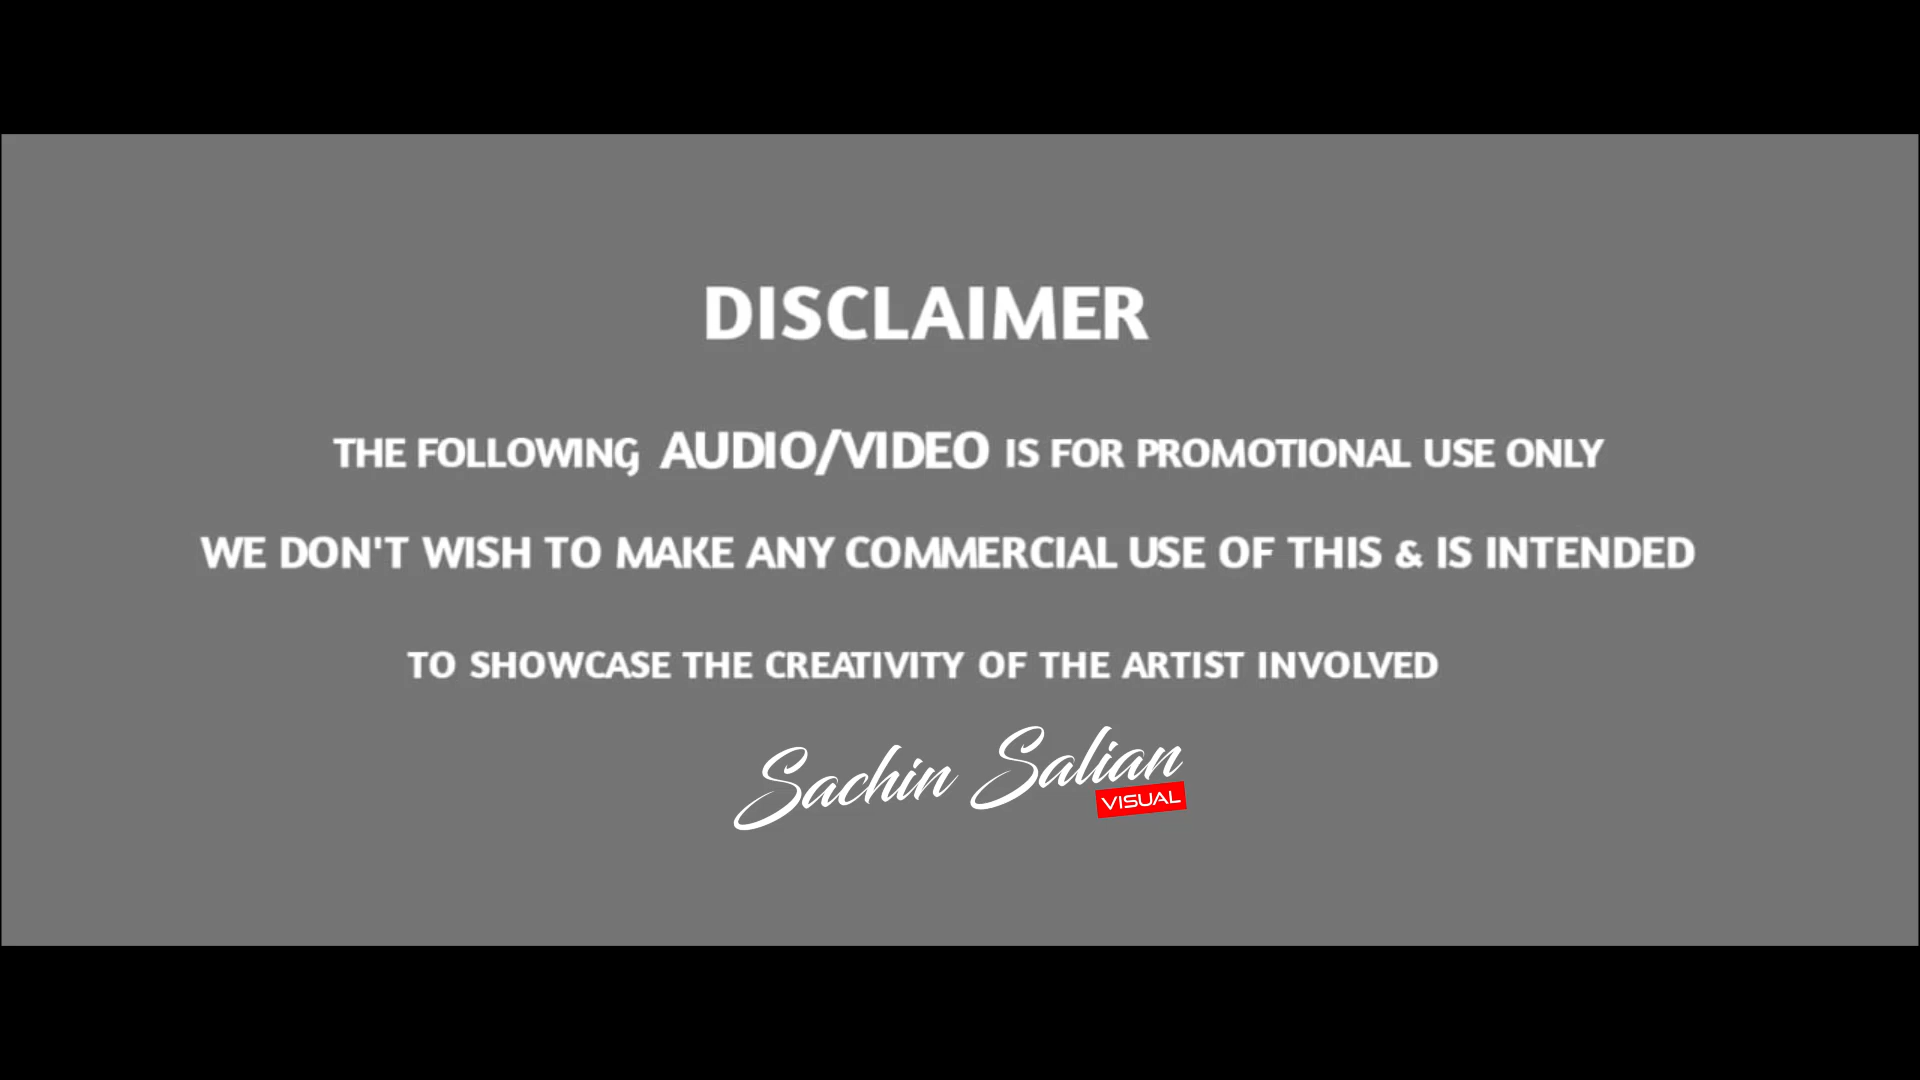 DISCLAIMER
THE FOLLOWING AUDIO/VIDEO IS FOR PROMOTIONAL USE ONLY
WE DON'T WISH TO MAKE ANY COMMERCIAL USE OF THIS & IS INTENDED
TO SHOWCASE THE CREATIVITY OF THE ARTIST INVOLVED
Sachin Salian
VISUAL